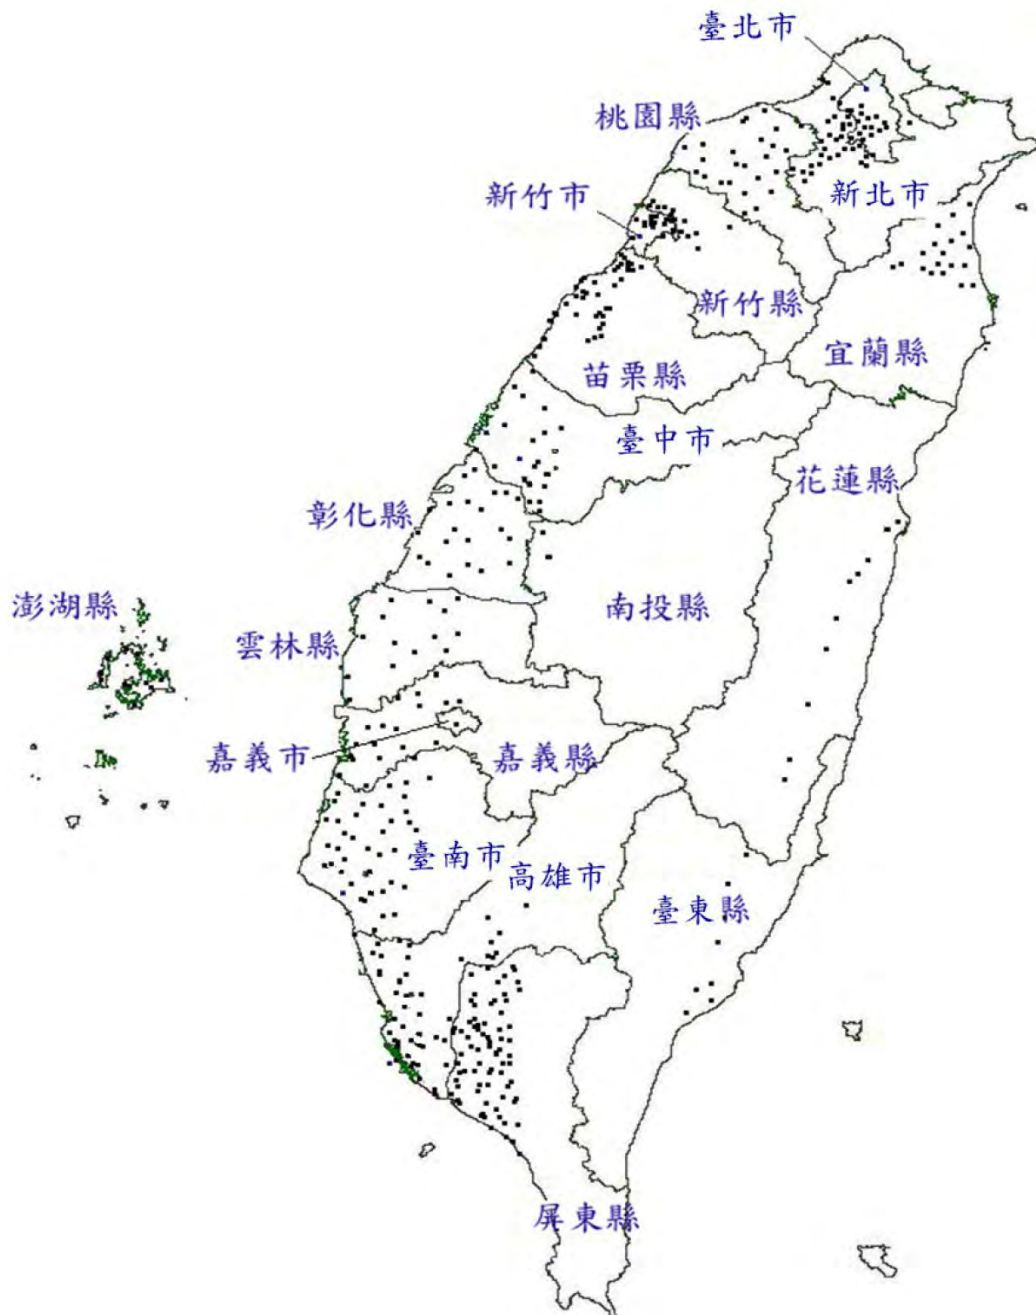 臺北市
桃園縣
新竹市
新北市
新竹縣
宜蘭縣
苗栗縣
臺中市
花蓮縣
彰化縣
南投縣
澎湖縣
雲林縣
嘉義市
嘉義縣
臺南市
高雄市
臺東縣
屏東縣